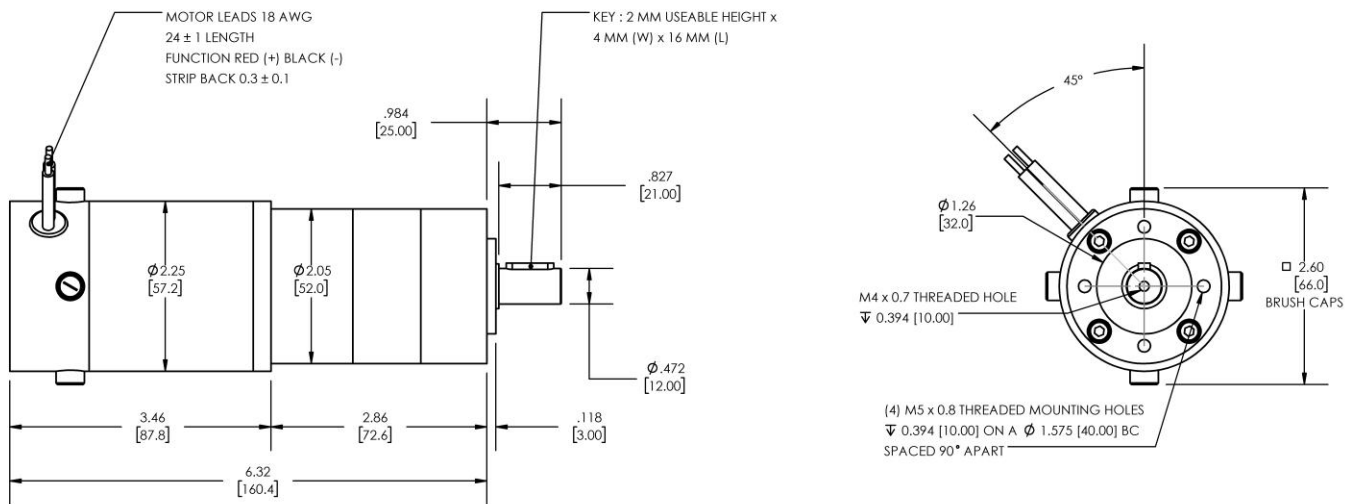 MOTOR LEADS 18 AWG
24 ± 1 LENGTH
FUNCTION RED (+) BLACK (-)
STRIP BACK 0.3 ± 0.1
KEY : 2 MM USEABLE HEIGHT x
4 MM (W) x 16 MM (L)
.984
[25.00]
.827
[21.00]
Ø2.25
[57.2]
Ø2.05
[52.0]
Ø.472
[12.00]
3.46
[87.8]
2.86
[72.6]
.118
[3.00]
6.32
[160.4]
45°
Ø1.26
[32.0]
M4 x 0.7 THREADED HOLE
↧ 0.394 [10.00]
□ 2.60
[66.0]
BRUSH CAPS
(4) M5 x 0.8 THREADED MOUNTING HOLES
↧ 0.394 [10.00] ON A Ø 1.575 [40.00] BC
SPACED 90° APART